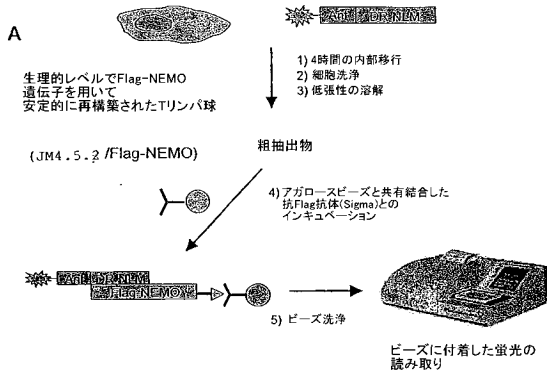 A
1) 4時間の内部移行
2) 細胞洗浄
3) 低張性の溶解
生理的レベルでFlag-NEMO
遺伝子を用いて
安定的に再構築されたTリンパ球
(JM4.5.2/Flag-NEMO)
粗抽出物
4) アガロースビーズと共有結合した
抗Flag抗体(Sigma)との
インキュベーション
Flag-NEMO
5) ビーズ洗浄
ビーズに付着した蛍光の
読み取り